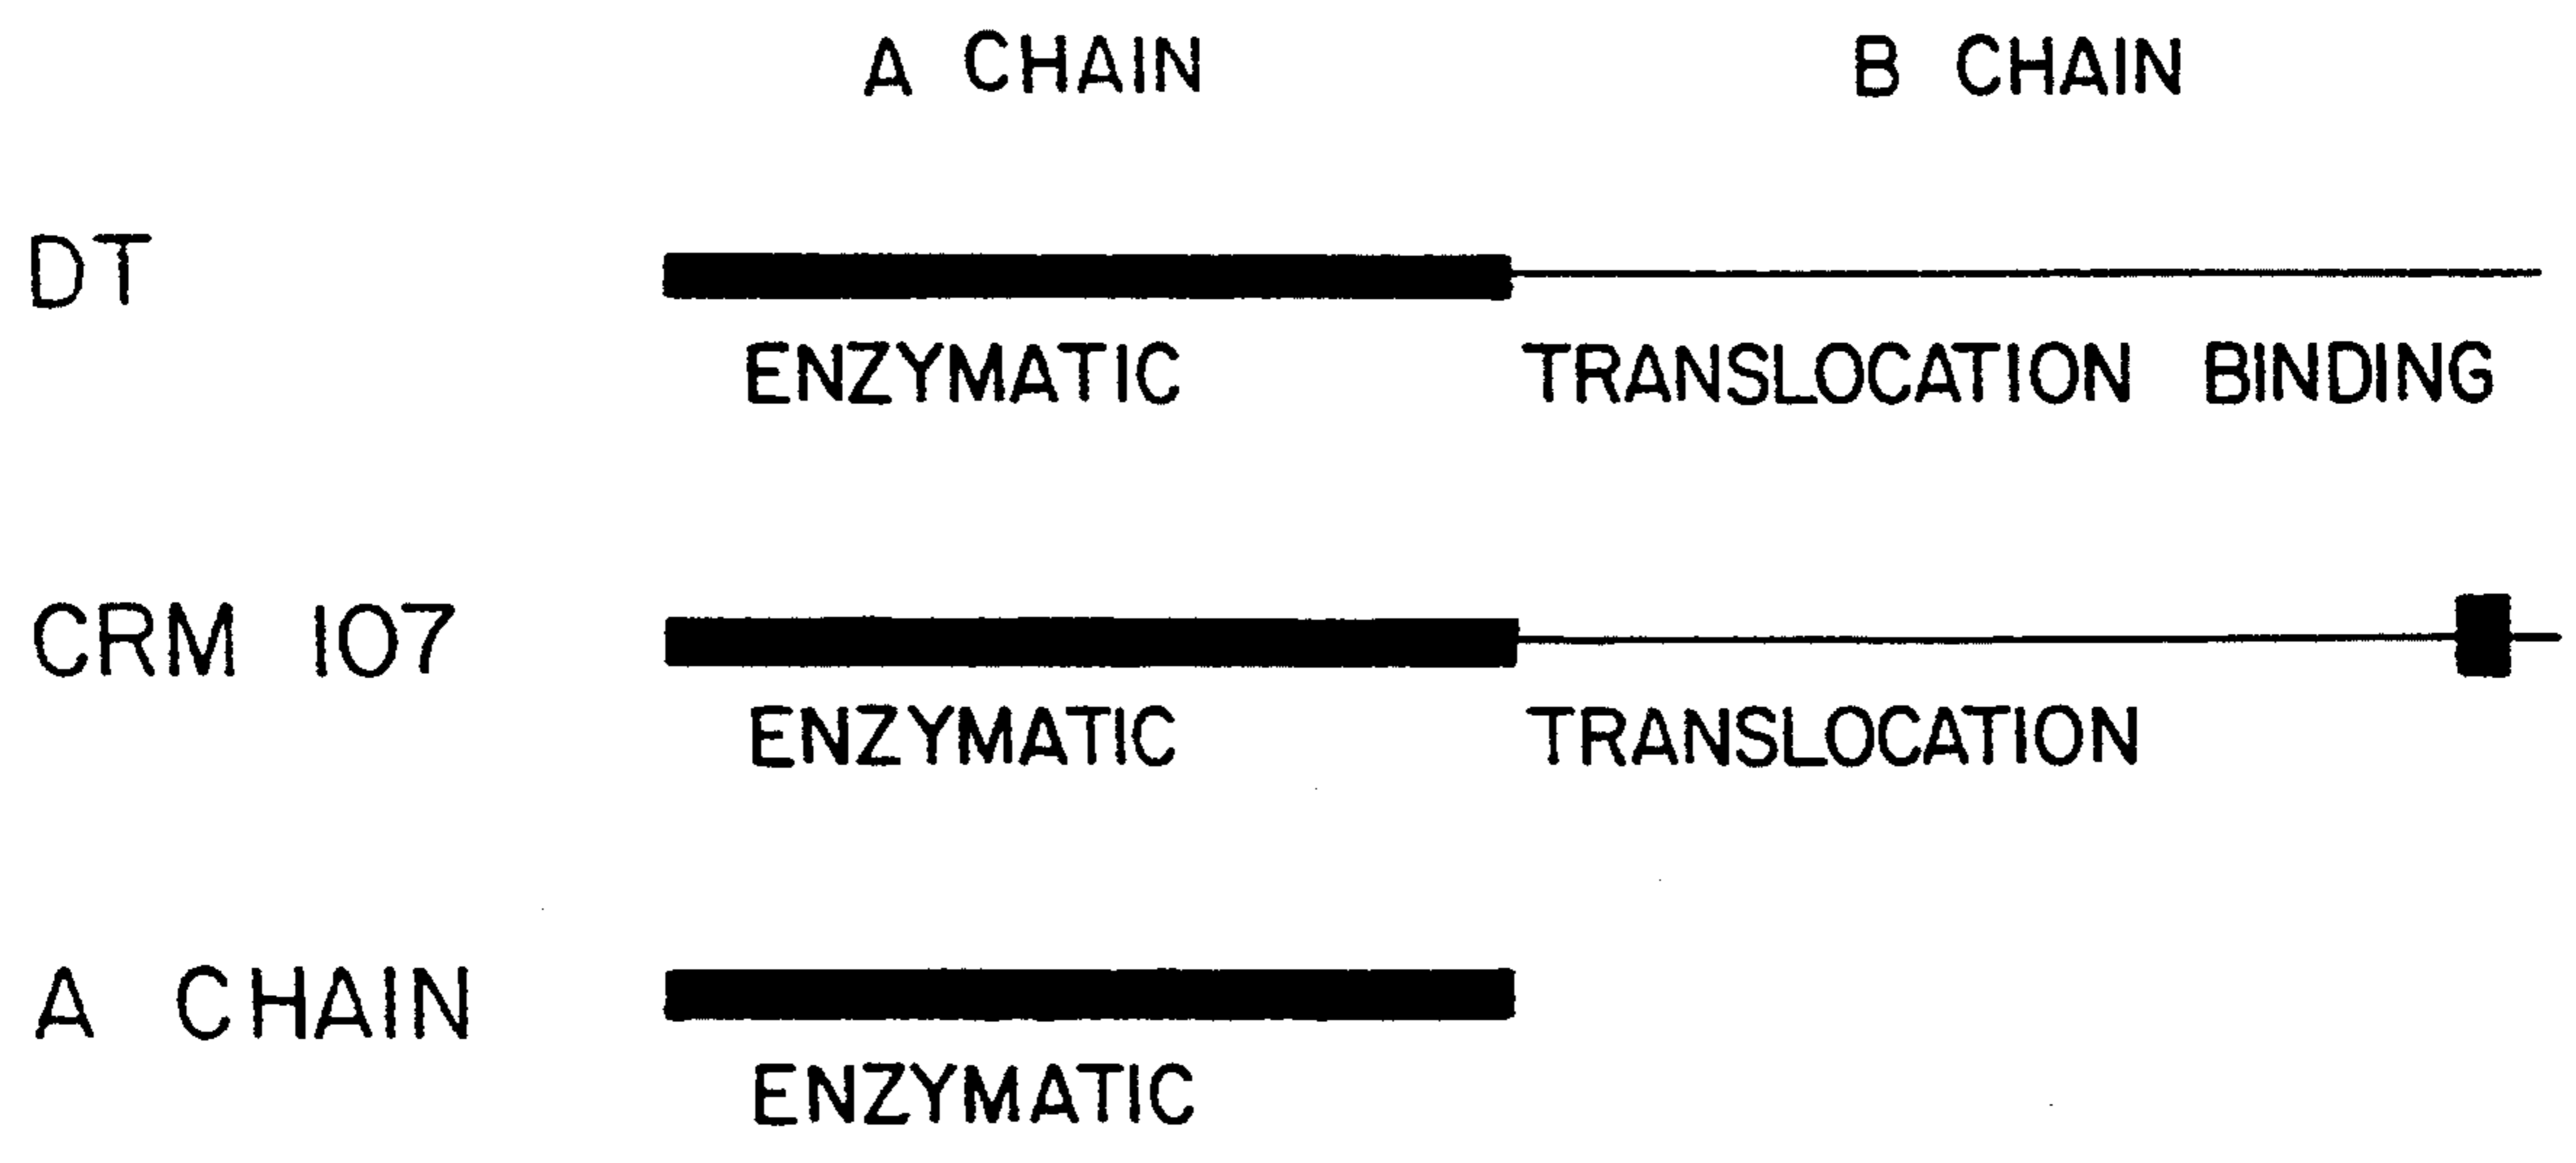 A CHAIN B CHAIN
DT
ENZYMATIC TRANSLOCATION BINDING
CRM 107
ENZYMATIC TRANSLOCATION
A CHAIN
ENZYMATIC